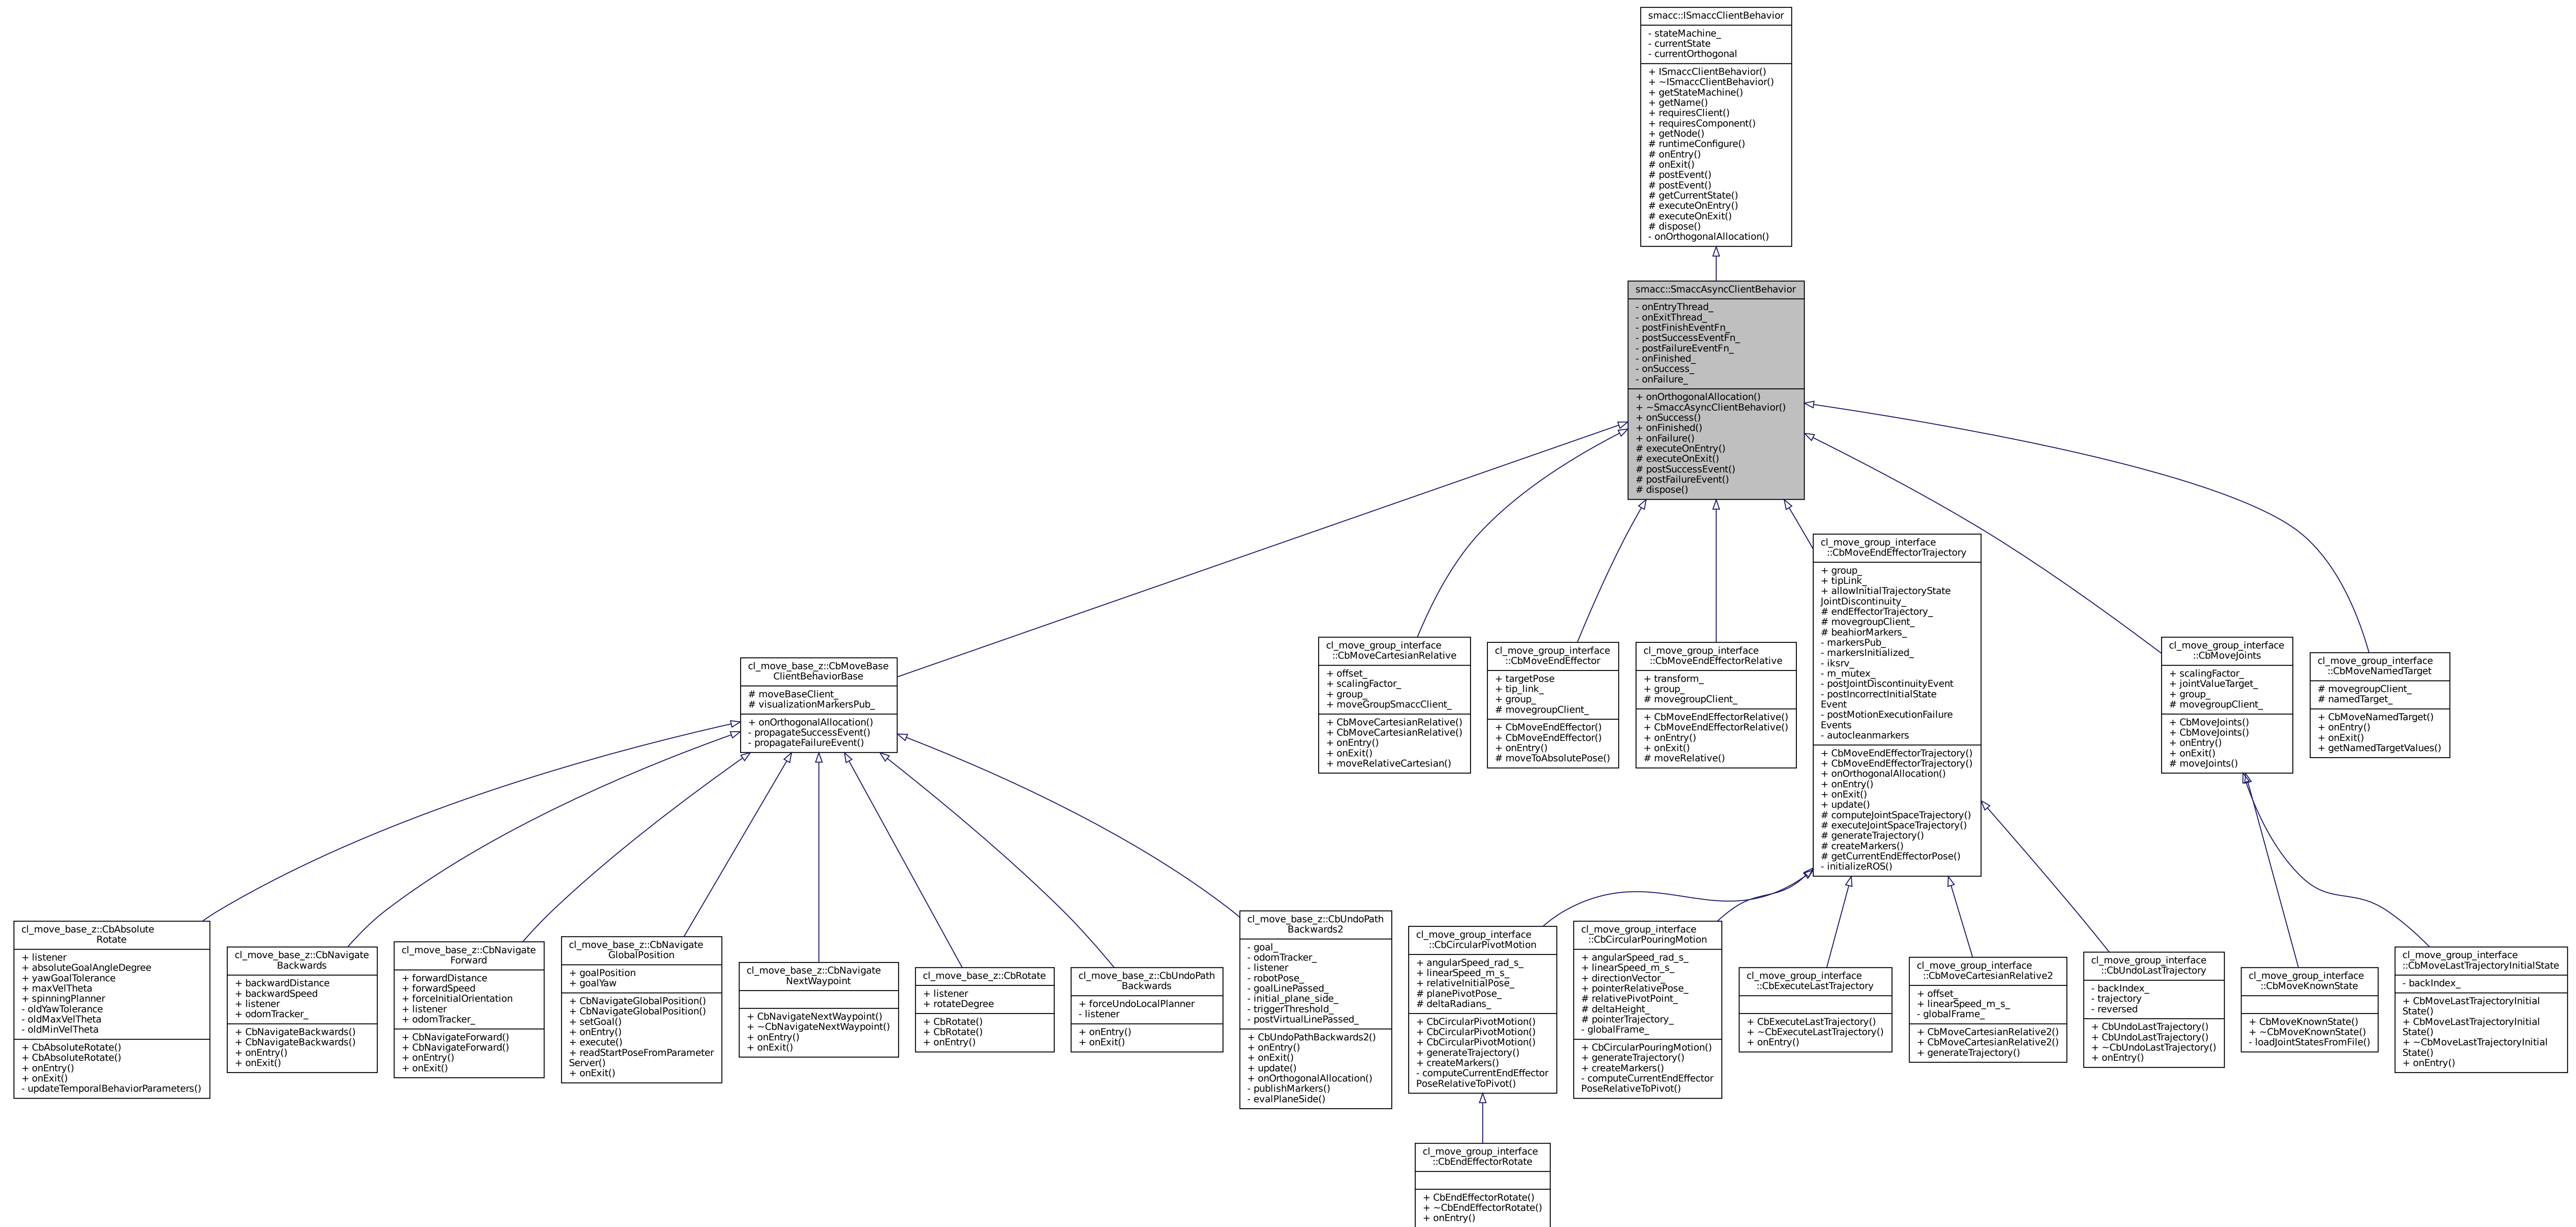 smacc::ISmaccClientBehavior
- stateMachine_
- currentState
- currentOrthogonal
+ ISmaccClientBehavior()
+ ~ISmaccClientBehavior()
+ getStateMachine()
+ getName()
+ requiresClient()
+ requiresComponent()
+ getNode()
# runtimeConfigure()
# onEntry()
# onExit()
# postEvent()
# postEvent()
# getCurrentState()
# executeOnEntry()
# executeOnExit()
# dispose()
- onOrthogonalAllocation()
smacc::SmaccAsyncClientBehavior
- onEntryThread_
- onExitThread_
- postFinishEventFn_
- postSuccessEventFn_
- postFailureEventFn_
- onFinished_
- onSuccess_
- onFailure_
+ onOrthogonalAllocation()
+ ~SmaccAsyncClientBehavior()
+ onSuccess()
+ onFinished()
+ onFailure()
# executeOnEntry()
# executeOnExit()
# postSuccessEvent()
# postFailureEvent()
# dispose()
cl_move_base_z::CbMoveBase
ClientBehaviorBase
# moveBaseClient_
# visualizationMarkersPub_
+ onOrthogonalAllocation()
- propagateSuccessEvent()
- propagateFailureEvent()
cl_move_group_interface
::CbMoveCartesianRelative
+ offset_
+ scalingFactor_
+ group_
+ moveGroupSmaccClient_
+ CbMoveCartesianRelative()
+ CbMoveCartesianRelative()
+ onEntry()
+ onExit()
+ moveRelativeCartesian()
cl_move_group_interface
::CbMoveEndEffector
+ targetPose
+ tip_link_
+ group_
# movegroupClient_
+ CbMoveEndEffector()
+ CbMoveEndEffector()
+ onEntry()
# moveToAbsolutePose()
cl_move_group_interface
::CbMoveEndEffectorRelative
+ transform_
+ group_
# movegroupClient_
+ CbMoveEndEffectorRelative()
+ CbMoveEndEffectorRelative()
+ onEntry()
+ onExit()
# moveRelative()
cl_move_group_interface
::CbMoveEndEffectorTrajectory
+ group_
+ tipLink_
+ allowInitialTrajectoryState
JointDiscontinuity_
# endEffectorTrajectory_
# movegroupClient_
# beahiorMarkers_
- markersPub_
- markersInitialized_
- iksrv_
- m_mutex_
- postJointDiscontinuityEvent
- postIncorrectInitialState
Event
- postMotionExecutionFailure
Events
- autocleanmarkers
+ CbMoveEndEffectorTrajectory()
+ CbMoveEndEffectorTrajectory()
+ onOrthogonalAllocation()
+ onEntry()
+ onExit()
+ update()
# computeJointSpaceTrajectory()
# executeJointSpaceTrajectory()
# generateTrajectory()
# createMarkers()
# getCurrentEndEffectorPose()
- initializeROS()
cl_move_group_interface
::CbMoveJoints
+ scalingFactor_
+ jointValueTarget_
+ group_
# movegroupClient_
+ CbMoveJoints()
+ CbMoveJoints()
+ onEntry()
+ onExit()
# moveJoints()
cl_move_group_interface
::CbMoveNamedTarget
# movegroupClient_
# namedTarget_
+ CbMoveNamedTarget()
+ onEntry()
+ onExit()
+ getNamedTargetValues()
cl_move_base_z::CbAbsolute
Rotate
+ listener
+ absoluteGoalAngleDegree
+ yawGoalTolerance
+ maxVelTheta
+ spinningPlanner
- oldYawTolerance
- oldMaxVelTheta
- oldMinVelTheta
+ CbAbsoluteRotate()
+ CbAbsoluteRotate()
+ onEntry()
+ onExit()
- updateTemporalBehaviorParameters()
cl_move_base_z::CbNavigate
Backwards
+ backwardDistance
+ backwardSpeed
+ listener
+ odomTracker_
+ CbNavigateBackwards()
+ CbNavigateBackwards()
+ onEntry()
+ onExit()
cl_move_base_z::CbNavigate
Forward
+ forwardDistance
+ forwardSpeed
+ forceInitialOrientation
+ listener
+ odomTracker_
+ CbNavigateForward()
+ CbNavigateForward()
+ onEntry()
+ onExit()
cl_move_base_z::CbNavigate
GlobalPosition
+ goalPosition
+ goalYaw
+ CbNavigateGlobalPosition()
+ CbNavigateGlobalPosition()
+ setGoal()
+ onEntry()
+ execute()
+ readStartPoseFromParameter
Server()
+ onExit()
cl_move_base_z::CbNavigate
NextWaypoint
+ CbNavigateNextWaypoint()
+ ~CbNavigateNextWaypoint()
+ onEntry()
+ onExit()
cl_move_base_z::CbRotate
+ listener
+ rotateDegree
+ CbRotate()
+ CbRotate()
+ onEntry()
cl_move_base_z::CbUndoPath
Backwards
+ forceUndoLocalPlanner
- listener
+ onEntry()
+ onExit()
cl_move_base_z::CbUndoPath
Backwards2
- goal_
- odomTracker_
- listener
- robotPose_
- goalLinePassed_
- initial_plane_side_
- triggerThreshold_
- postVirtualLinePassed_
+ CbUndoPathBackwards2()
+ onEntry()
+ onExit()
+ update()
+ onOrthogonalAllocation()
- publishMarkers()
- evalPlaneSide()
cl_move_group_interface
::CbCircularPivotMotion
+ angularSpeed_rad_s_
+ linearSpeed_m_s_
+ relativeInitialPose_
# planePivotPose_
# deltaRadians_
+ CbCircularPivotMotion()
+ CbCircularPivotMotion()
+ CbCircularPivotMotion()
+ generateTrajectory()
+ createMarkers()
- computeCurrentEndEffector
PoseRelativeToPivot()
cl_move_group_interface
::CbCircularPouringMotion
+ angularSpeed_rad_s_
+ linearSpeed_m_s_
+ directionVector_
+ pointerRelativePose_
# relativePivotPoint_
# deltaHeight_
# pointerTrajectory_
- globalFrame_
+ CbCircularPouringMotion()
+ generateTrajectory()
+ createMarkers()
- computeCurrentEndEffector
PoseRelativeToPivot()
cl_move_group_interface
::CbExecuteLastTrajectory
+ CbExecuteLastTrajectory()
+ ~CbExecuteLastTrajectory()
+ onEntry()
cl_move_group_interface
::CbMoveCartesianRelative2
+ offset_
+ linearSpeed_m_s_
- globalFrame_
+ CbMoveCartesianRelative2()
+ CbMoveCartesianRelative2()
+ generateTrajectory()
cl_move_group_interface
::CbUndoLastTrajectory
- backIndex_
- trajectory
- reversed
+ CbUndoLastTrajectory()
+ CbUndoLastTrajectory()
+ ~CbUndoLastTrajectory()
+ onEntry()
cl_move_group_interface
::CbMoveKnownState
+ CbMoveKnownState()
+ ~CbMoveKnownState()
- loadJointStatesFromFile()
cl_move_group_interface
::CbMoveLastTrajectoryInitialState
- backIndex_
+ CbMoveLastTrajectoryInitial
State()
+ CbMoveLastTrajectoryInitial
State()
+ ~CbMoveLastTrajectoryInitial
State()
+ onEntry()
cl_move_group_interface
::CbEndEffectorRotate
+ CbEndEffectorRotate()
+ ~CbEndEffectorRotate()
+ onEntry()